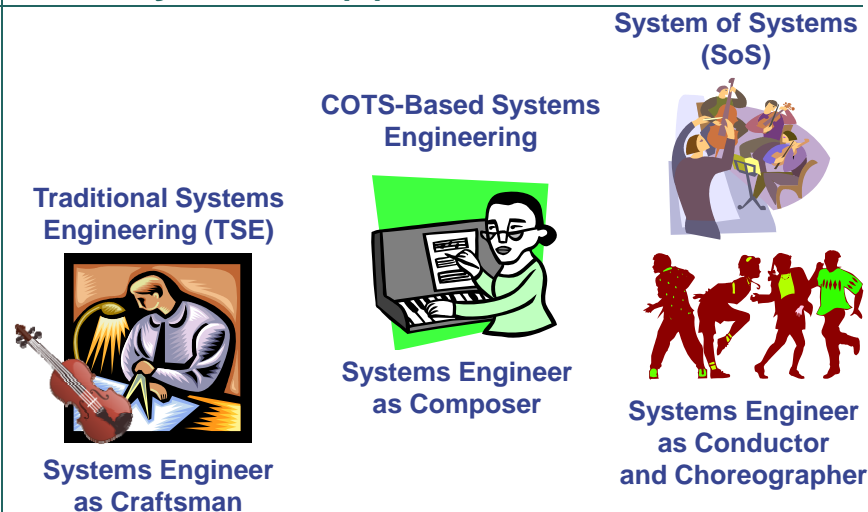 Traditional Systems
Engineering (TSE)
Systems Engineer
as Craftsman
COTS-Based Systems
Engineering
Systems Engineer
as Composer
System of Systems
(SoS)
Systems Engineer
as Conductor
and Choreographer